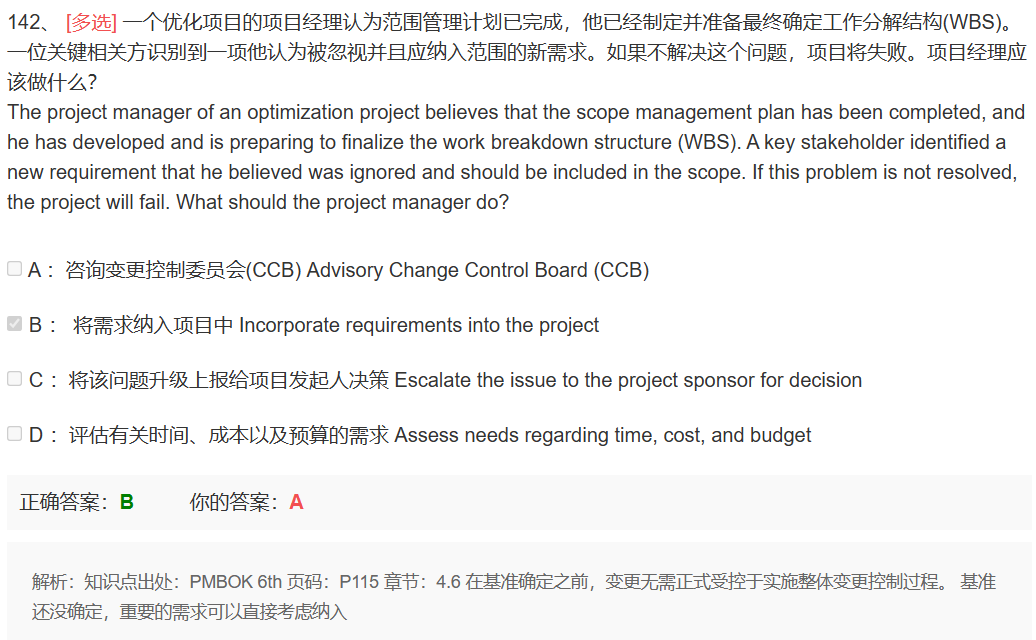 142、 [多选] 一个优化项目的项目经理认为范围管理计划已完成，他已经制定并准备最终确定工作分解结构(WBS)。
一位关键相关方识别到一项他认为被忽视并且应纳入范围的新需求。如果不解决这个问题，项目将失败。项目经理应
该做什么?
The project manager of an optimization project believes that the scope management plan has been completed, and
he has developed and is preparing to finalize the work breakdown structure (WBS). A key stakeholder identified a
new requirement that he believed was ignored and should be included in the scope. If this problem is not resolved,
the project will fail. What should the project manager do?
A： 咨询变更控制委员会(CCB) Advisory Change Control Board (CCB)
B： 将需求纳入项目中 Incorporate requirements into the project
C： 将该问题升级上报给项目发起人决策 Escalate the issue to the project sponsor for decision
D： 评估有关时间、成本以及预算的需求 Assess needs regarding time, cost, and budget
正确答案：B 你的答案：A
解析：知识点出处：PMBOK 6th 页码：P115 章节：4.6 在基准确定之前，变更无需正式受控于实施整体变更控制过程。 基准
还没确定，重要的需求可以直接考虑纳入